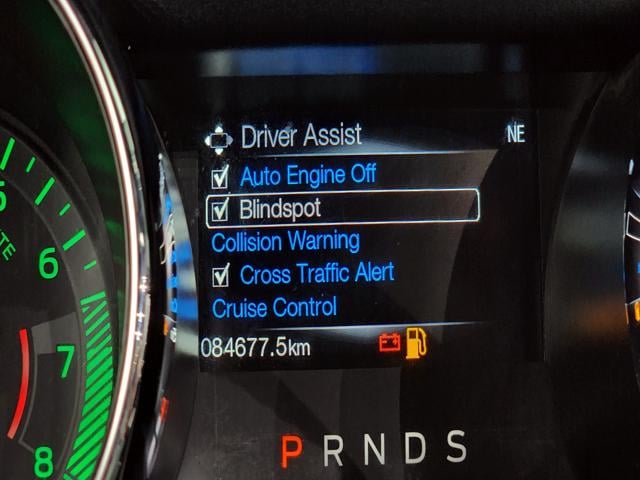 Driver Assist NE
Auto Engine Off
Blindspot
Collision Warning
Cross Traffic Alert
Cruise Control
084677.5km
P R N D S
6
7
8